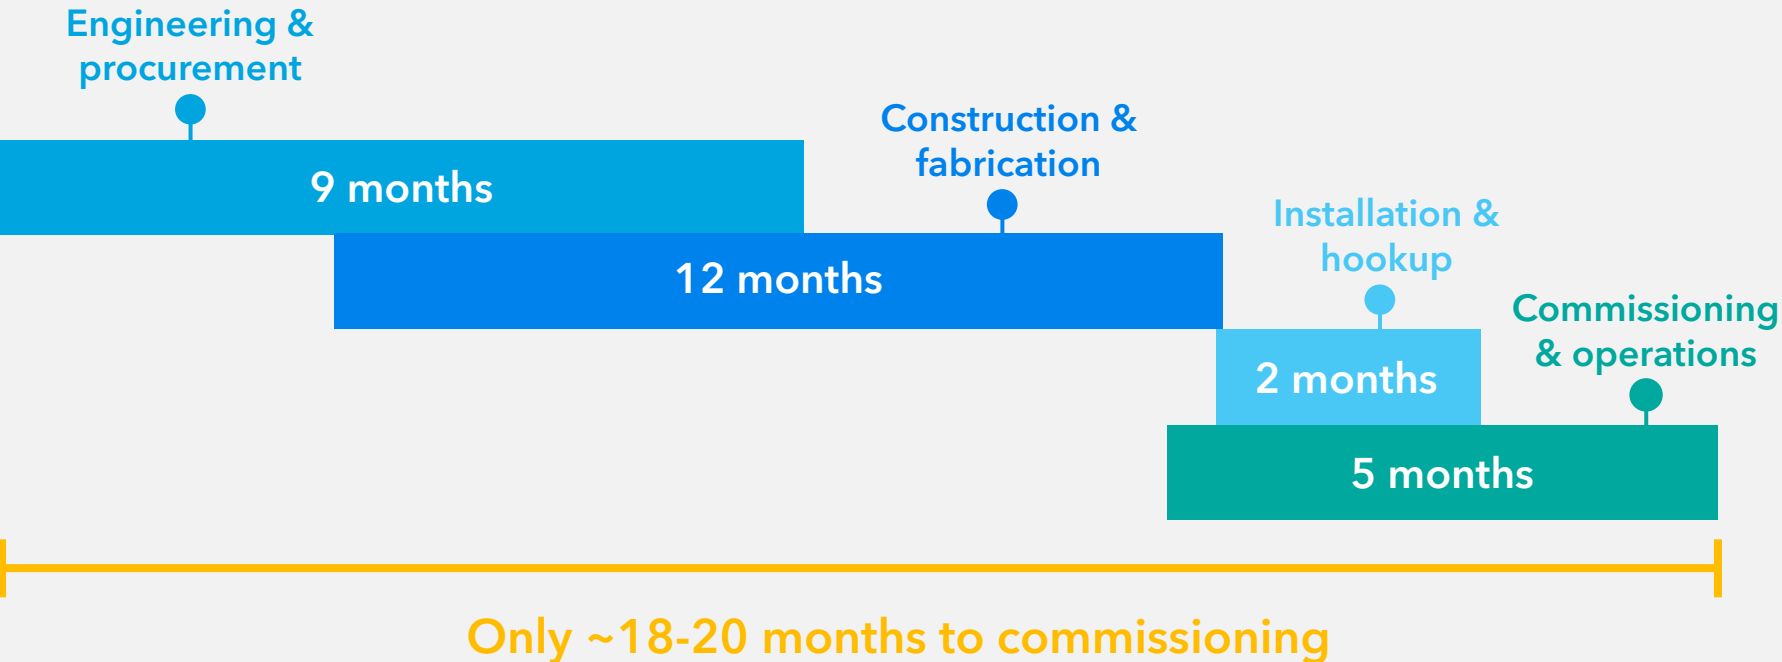 Engineering &
procurement
9 months
Construction &
fabrication
12 months
Installation &
hookup
2 months
Commissioning
& operations
5 months
Only ~18-20 months to commissioning